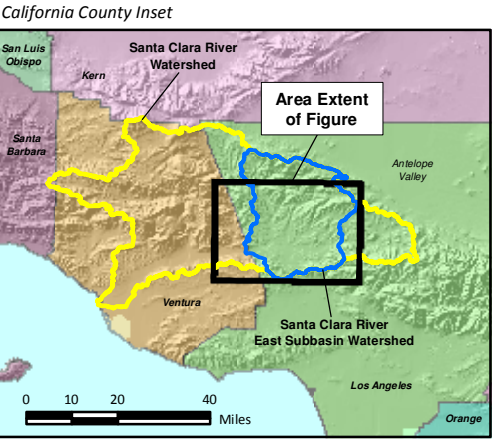 California County Inset
San Luis
Obispo
Kern
Santa Clara River
Watershed
Area Extent
of Figure
Santa
Barbara
Antelope
Valley
Ventura
Santa Clara River
East Subbasin Watershed
Los Angeles
0 10 20 40
Miles
Orange